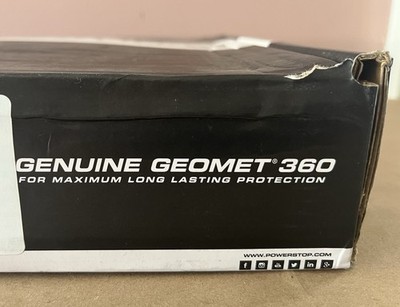 GENUINE GEOMET® 360
FOR MAXIMUM LONG LASTING PROTECTION
WWW.POWERSTOP.COM